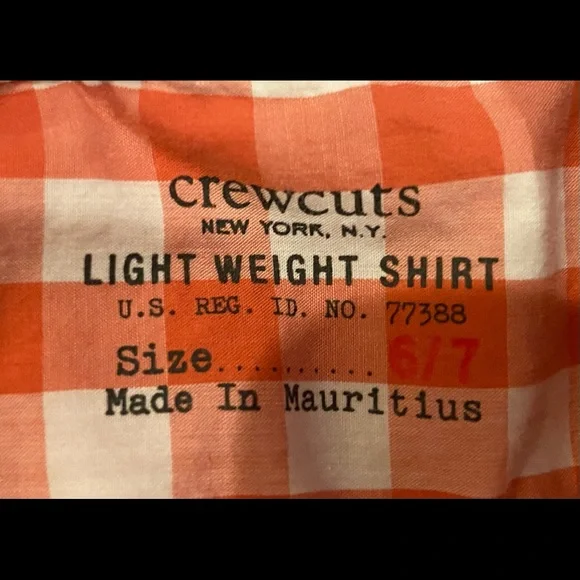 crewcuts
NEW YORK, N.Y.
LIGHT WEIGHT SHIRT
U.S. REG. ID. NO. 77388
Size.......... 6/7
Made In Mauritius